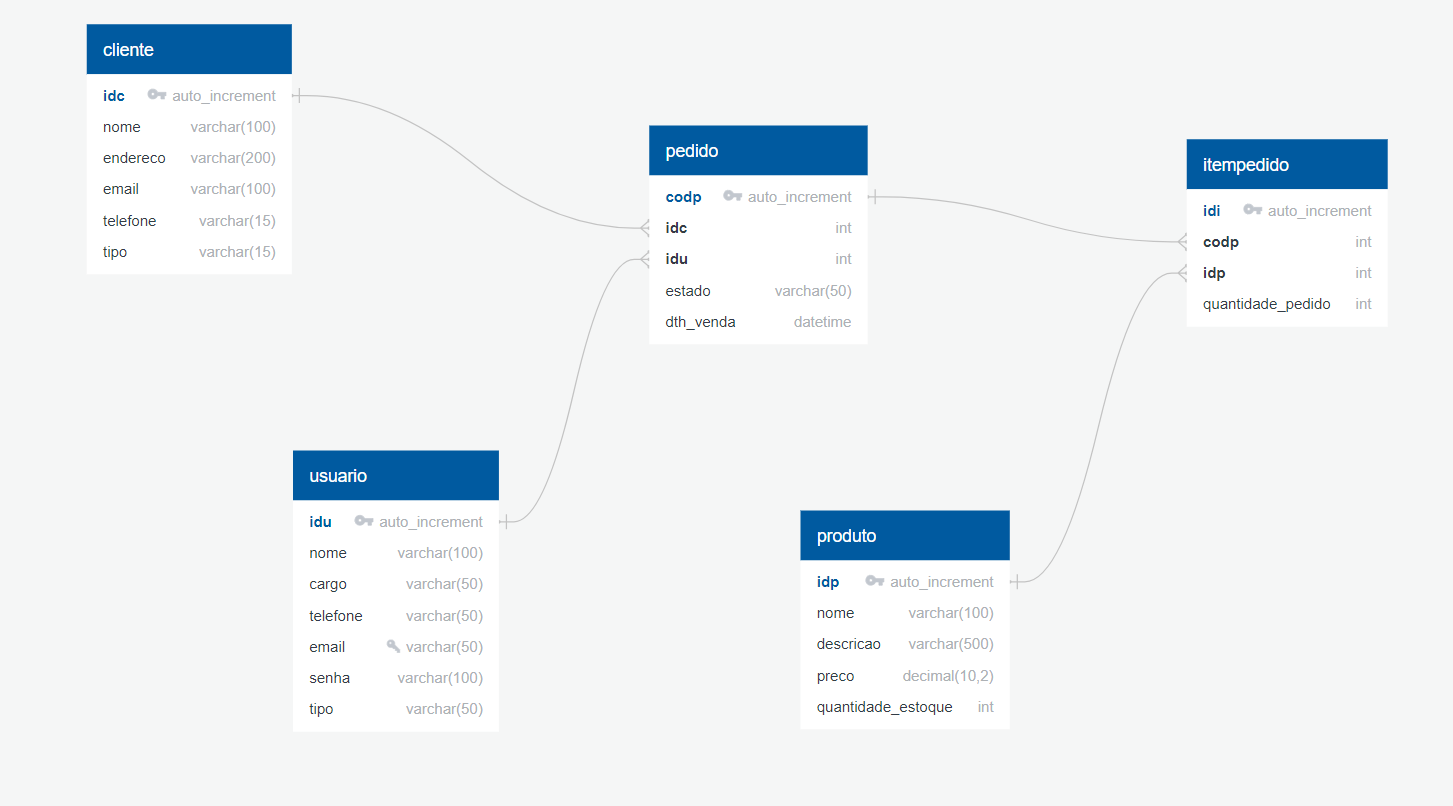 cliente
idc auto_increment
nome varchar(100)
endereco varchar(200)
email varchar(100)
telefone varchar(15)
tipo varchar(15)
pedido
codp auto_increment
idc int
idu int
estado varchar(50)
dth_venda datetime
itempedido
idi auto_increment
codp int
idp int
quantidade_pedido int
usuario
idu auto_increment
nome varchar(100)
cargo varchar(50)
telefone varchar(50)
email varchar(50)
senha varchar(100)
tipo varchar(50)
produto
idp auto_increment
nome varchar(100)
descricao varchar(500)
preco decimal(10,2)
quantidade_estoque int